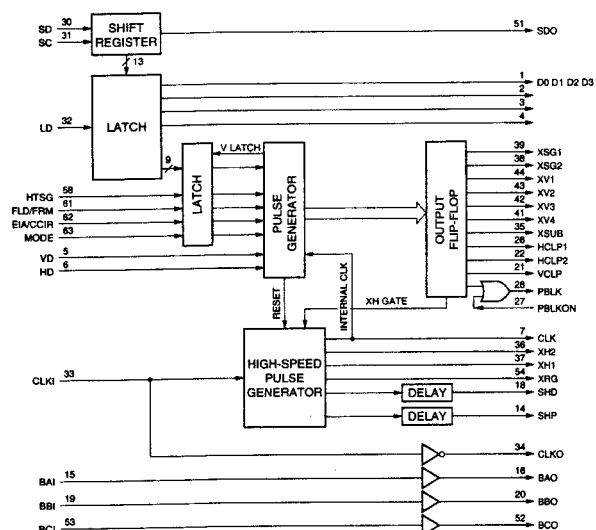 SD 30
SC 31
SHIFT
REGISTER
51 SDO
13
LD 32
LATCH
1 D0 D1 D2 D3
2
3
4
9
V LATCH
HTSG 58
FLD/FRM 61
EIA/CCIR 62
MODE 63
VD 5
HD 6
LATCH
PULSE
GENERATOR
OUTPUT
FLIP-FLOP
39 XSG1
38 XSG2
44 XV1
43 XV2
42 XV3
41 XV4
35 XSUB
26 HCLP1
22 HCLP2
21 VCLP
28 PBLK
27 PBLKON
RESET
INTERNAL CLK
XH GATE
CLKI 33
HIGH-SPEED
PULSE
GENERATOR
7 CLK
36 XH2
37 XH1
54 XRG
DELAY
18 SHD
DELAY
14 SHP
34 CLKO
BAI 15
16 BAO
BBI 19
20 BBO
BCI 53
52 BCO